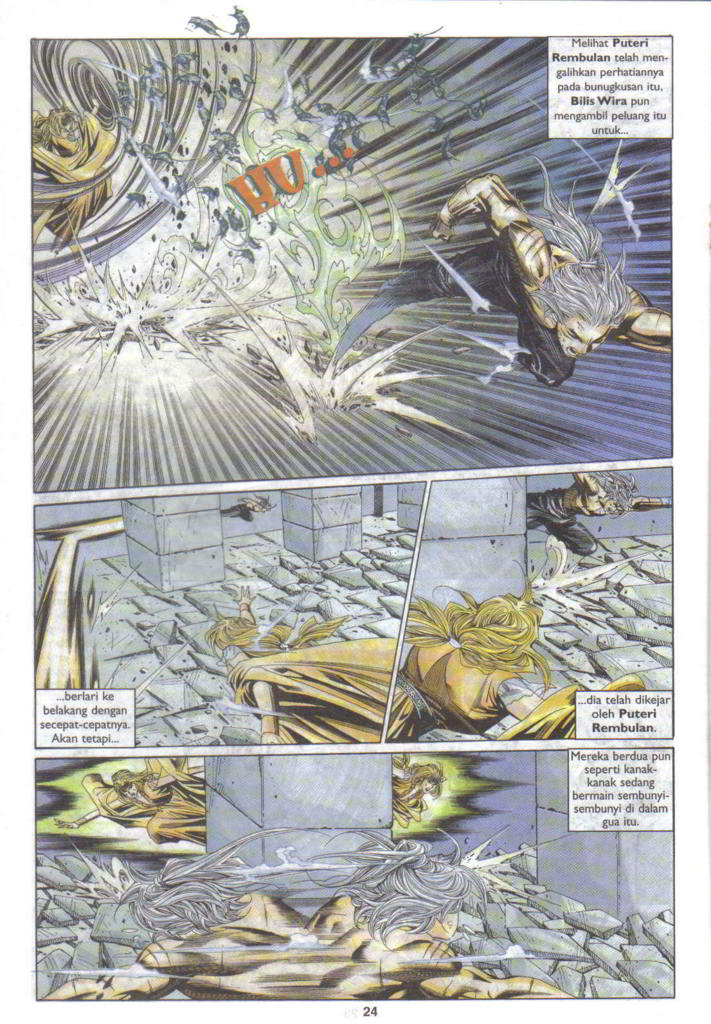 Melihat Puteri
Rembulan telah men-
galihkan perhatiannya
pada bunugkusan itu,
Bilis Wira pun
mengambil peluang itu
untuk...
HU...
...berlari ke
belakang dengan
secepat-cepatnya.
Akan tetapi...
...dia telah dikejar
oleh Puteri
Rembulan.
Mereka berdua pun
seperti kanak-
kanak sedang
bermain sembunyi-
sembunyi di dalam
gua itu.
24